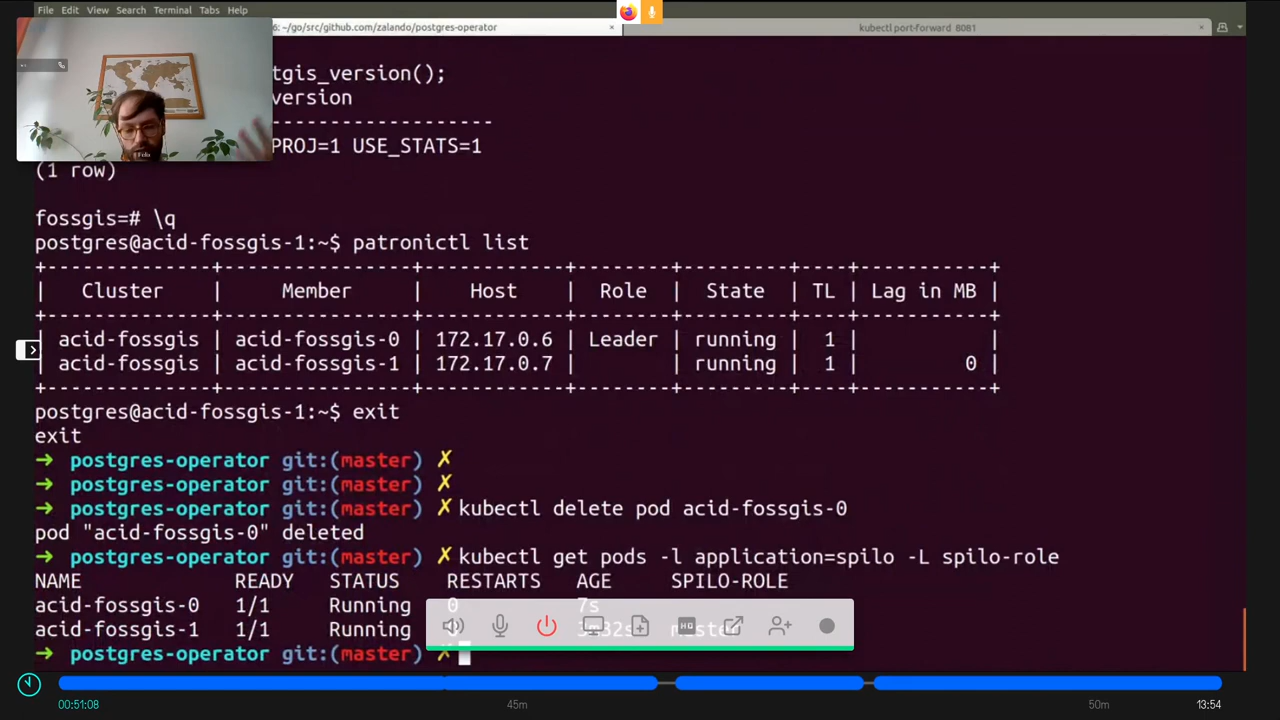 File Edit View Search Terminal Tabs Help
6: ~/go/src/github.com/zalando/postgres-operator × kubectl port-forward 8081 ×
tgis_version();
version
-------------------
PROJ=1 USE_STATS=1
(1 row)
fossgis=# \q
postgres@acid-fossgis-1:~$ patronictl list
+--------------+----------------+------------+--------+---------+----+-----------+
| Cluster | Member | Host | Role | State | TL | Lag in MB |
+--------------+----------------+------------+--------+---------+----+-----------+
| acid-fossgis | acid-fossgis-0 | 172.17.0.6 | Leader | running | 1 | |
| acid-fossgis | acid-fossgis-1 | 172.17.0.7 | | running | 1 | 0 |
+--------------+----------------+------------+--------+---------+----+-----------+
postgres@acid-fossgis-1:~$ exit
exit
➜ postgres-operator git:(master) ✗
➜ postgres-operator git:(master) ✗
➜ postgres-operator git:(master) ✗ kubectl delete pod acid-fossgis-0
pod "acid-fossgis-0" deleted
➜ postgres-operator git:(master) ✗ kubectl get pods -l application=spilo -L spilo-role
NAME READY STATUS RESTARTS AGE SPILO-ROLE
acid-fossgis-0 1/1 Running 0 7s
acid-fossgis-1 1/1 Running master
➜ postgres-operator git:(master) ✗
HQ
00:51:08 45m 50m 13:54